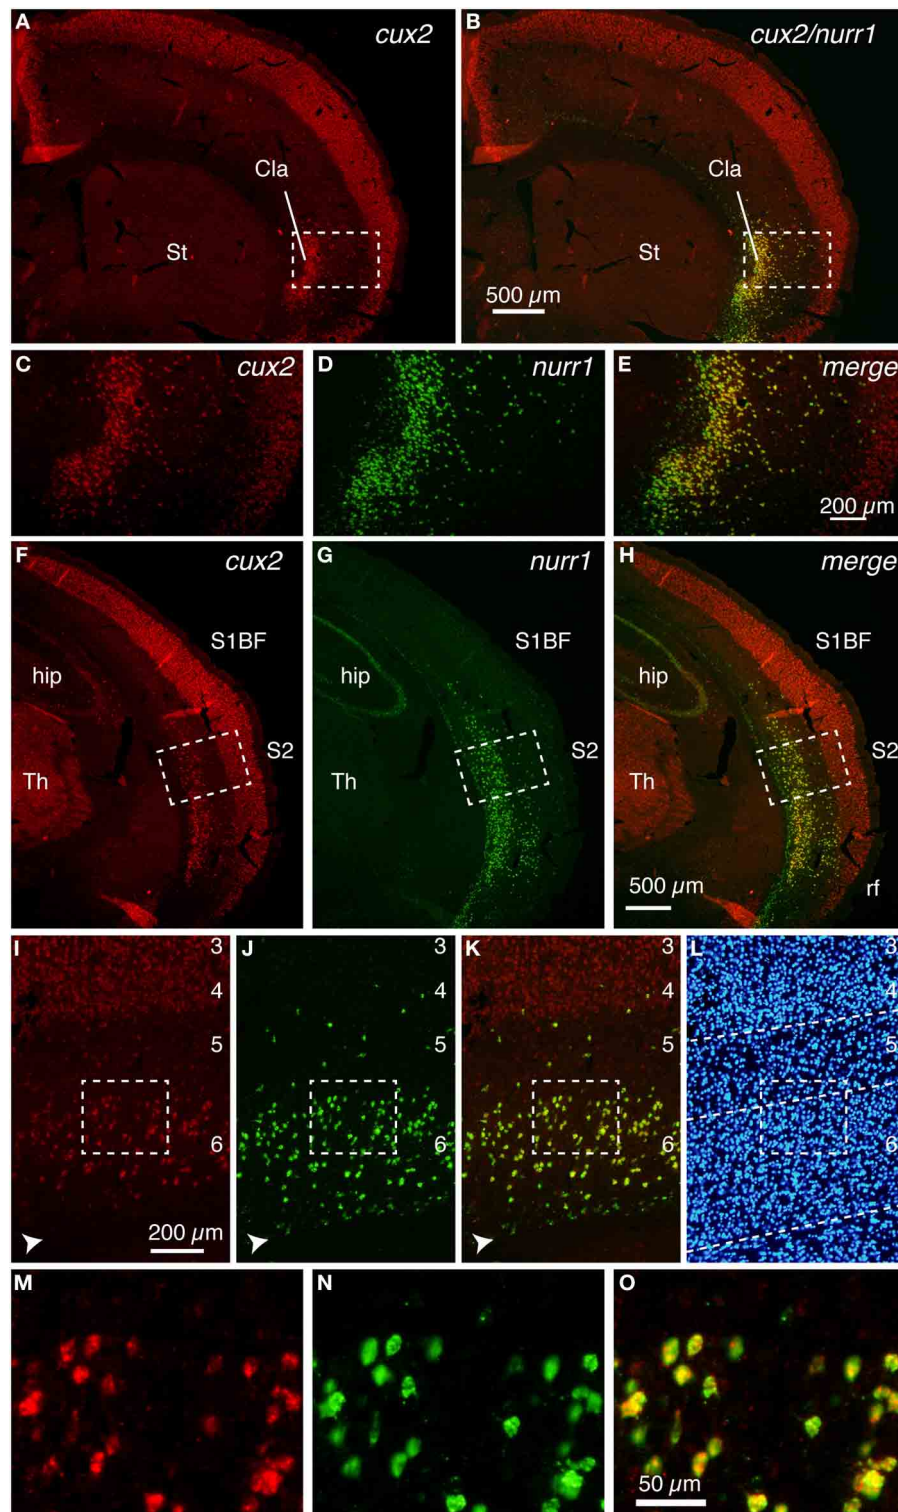 A cux2 B cux2/nurr1
Cla Cla
St St
500 µm
C cux2 D nurr1 E merge
200 µm
F cux2 G nurr1 H merge
S1BF S1BF
hip hip hip
S2 S2 S2
Th Th Th
500 µm rf
I 3 J 3 K 3 L 3
4 4 4 4
5 5 5 5
6 6 6 6
200 µm
M N O
50 µm